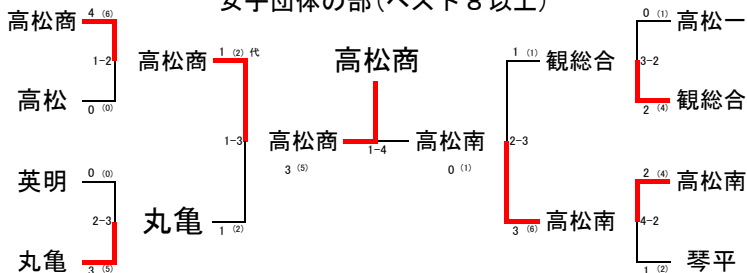 女子団体の部(ベスト8以上)
高松商 4 (6)
1-2
高松 0 (0)
英明 0 (0)
2-3
丸亀 3 (5)
高松商 1 (2) 代
1-3
丸亀 1 (2)
高松商
高松商 3 (5)
1-4
高松南 0 (1)
1 (1) 観総合
2-3
3 (6) 高松南
0 (1) 高松一
3-2
2 (4) 観総合
2 (4) 高松南
4-2
1 (2) 琴平